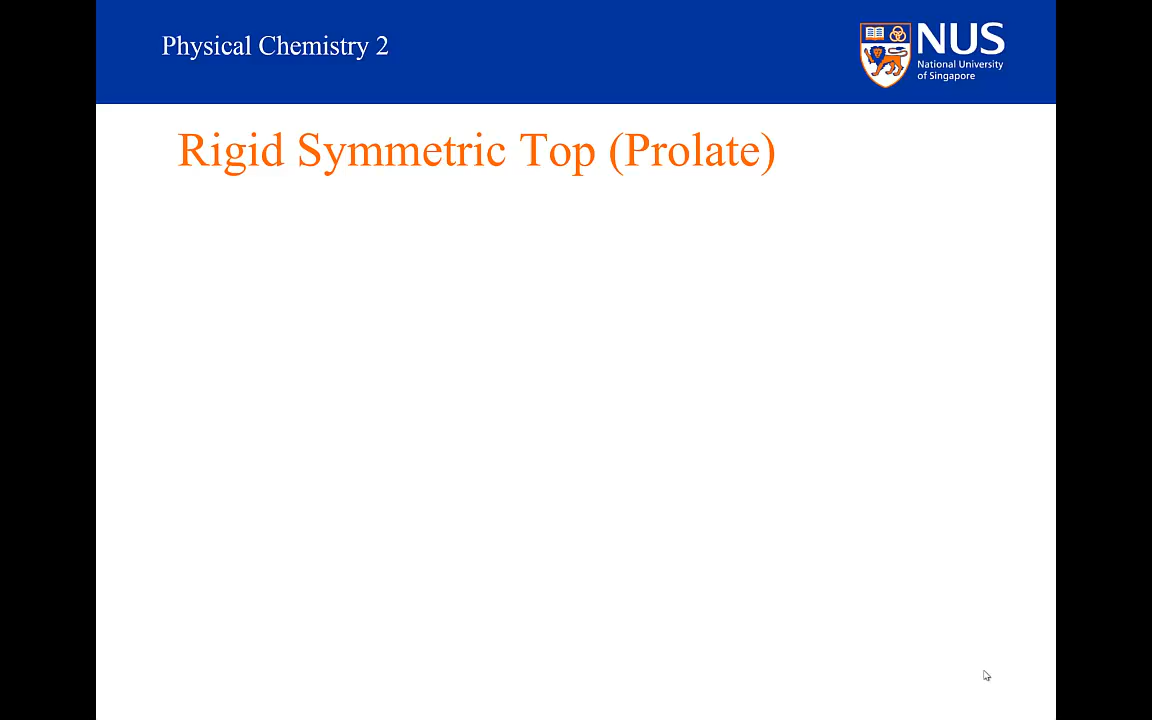 Physical Chemistry 2
NUS
National University
of Singapore
Rigid Symmetric Top (Prolate)